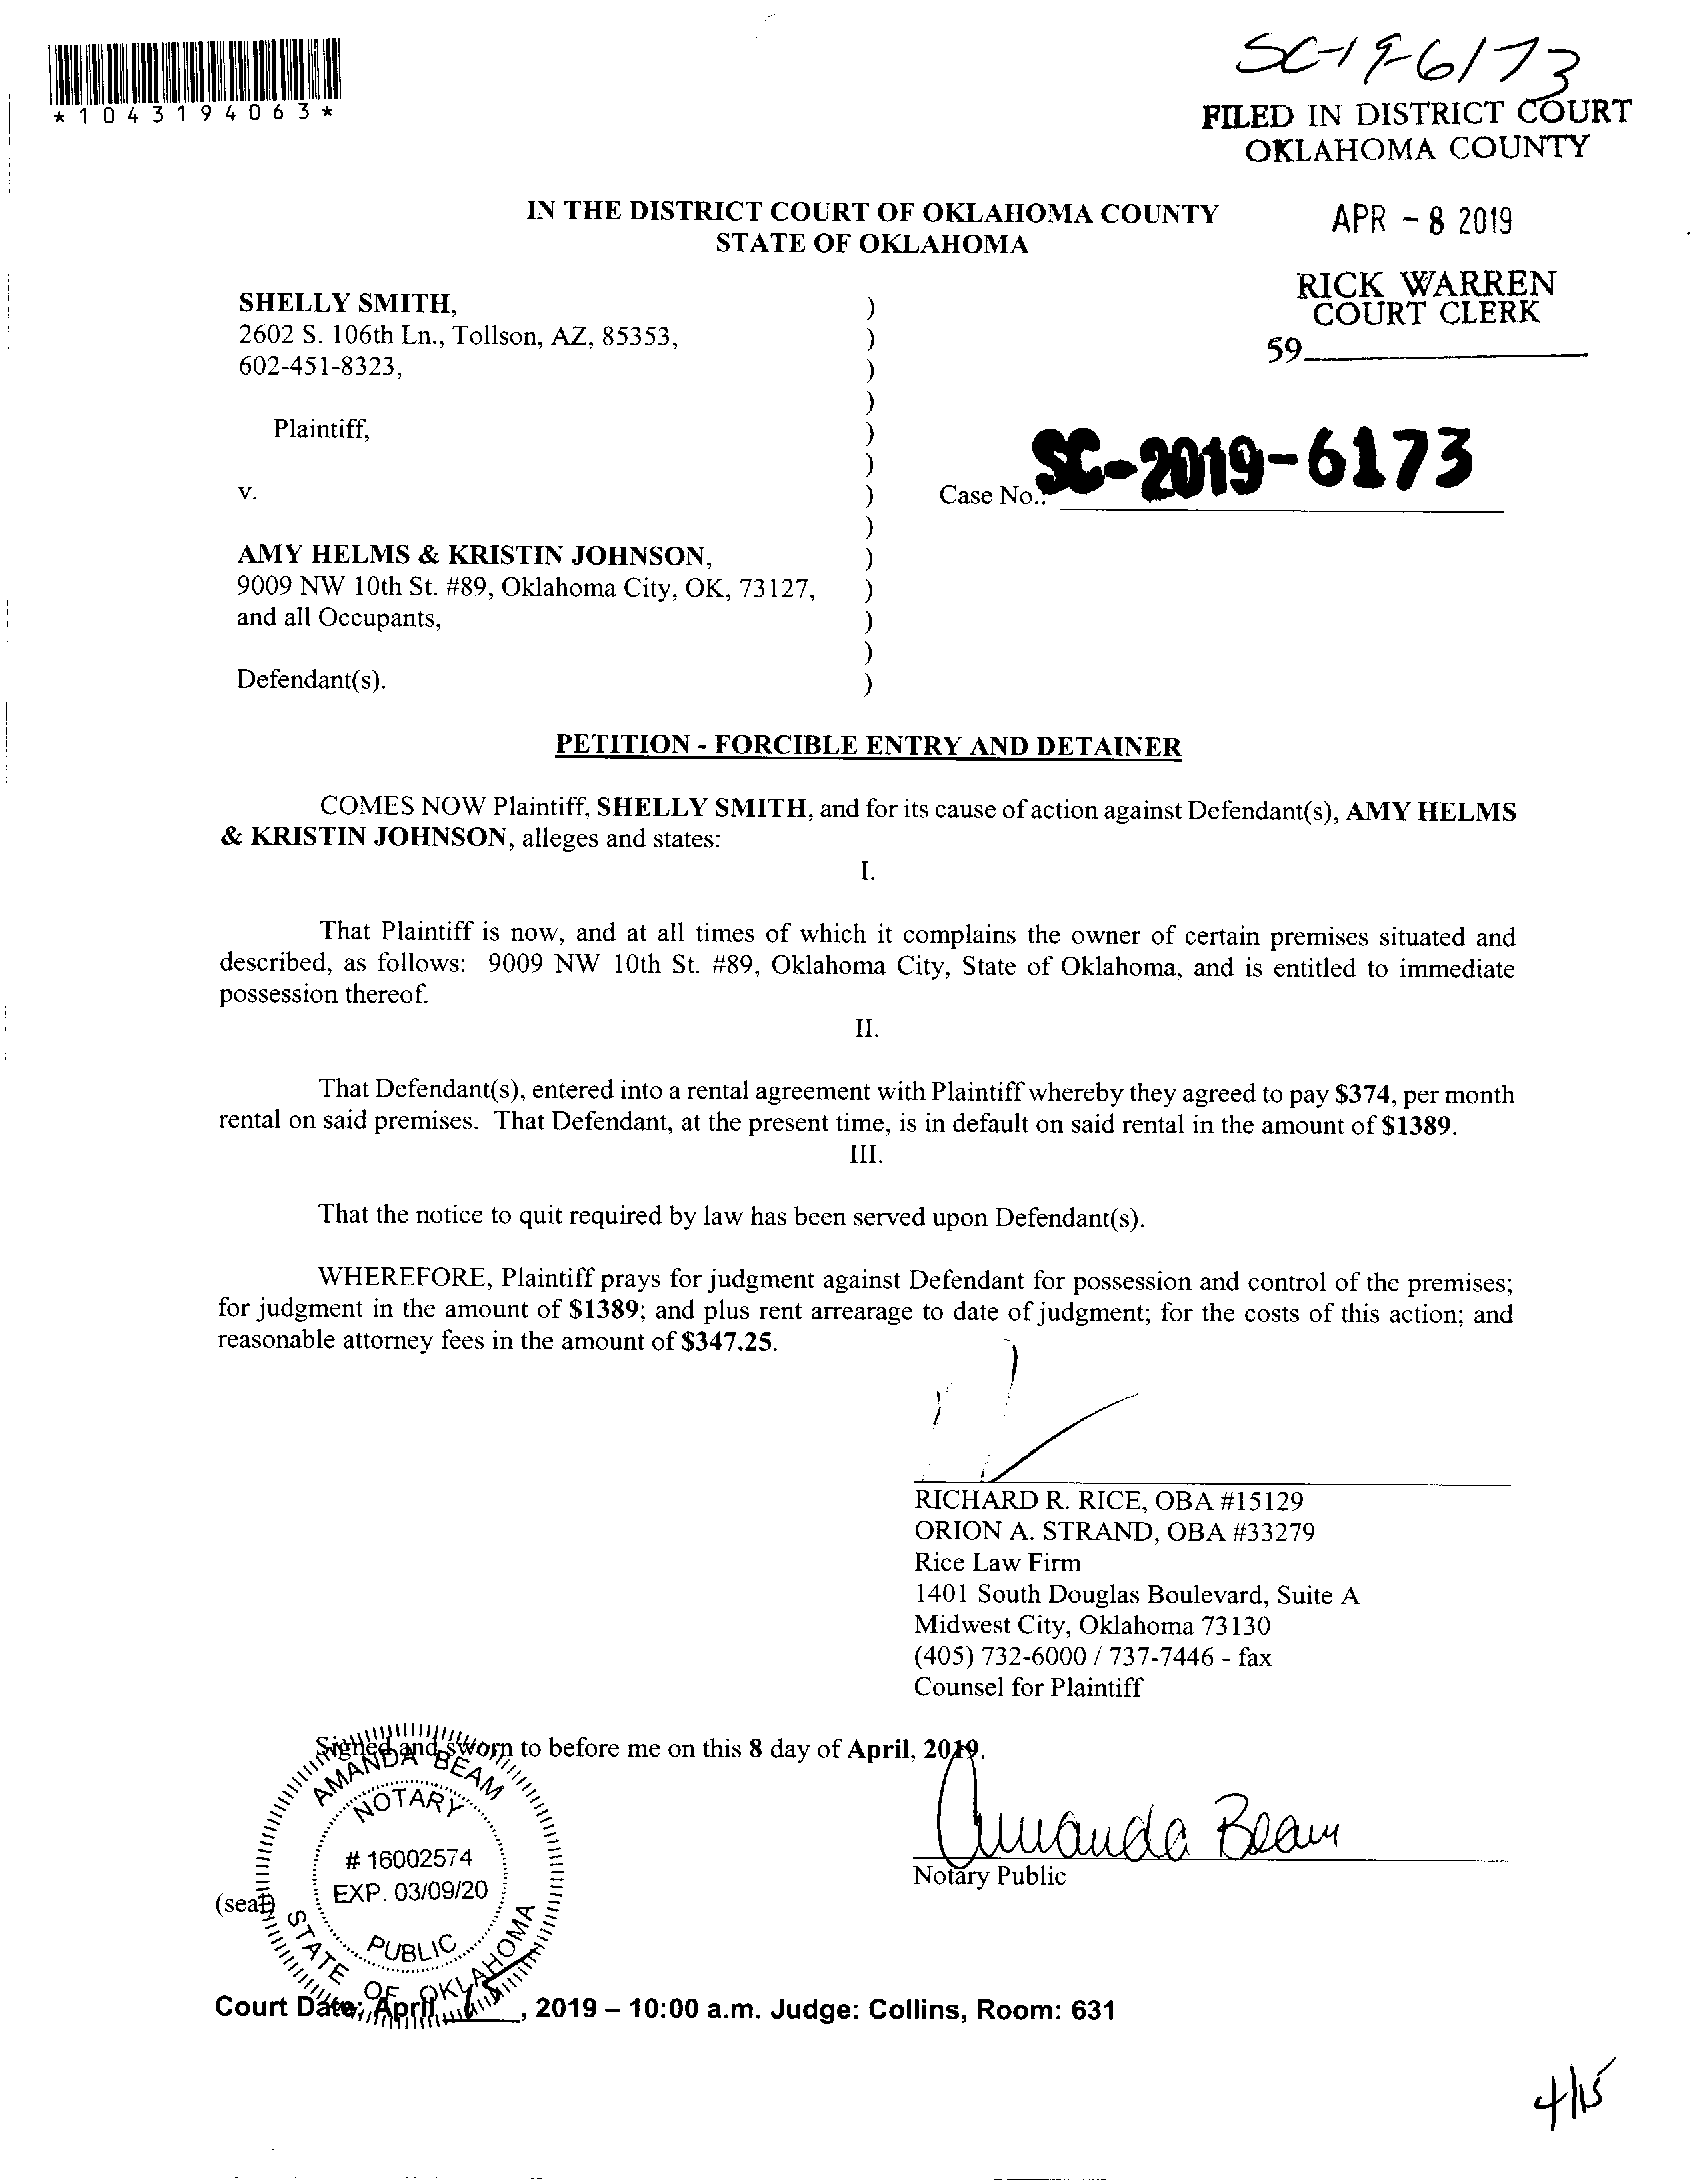 SC-19-6173
*1043194063*
FILED IN DISTRICT COURT
OKLAHOMA COUNTY
IN THE DISTRICT COURT OF OKLAHOMA COUNTY
STATE OF OKLAHOMA
APR - 8 2019
RICK WARREN
COURT CLERK
59
SHELLY SMITH, )
2602 S. 106th Ln., Tollson, AZ, 85353, )
602-451-8323, )
)
Plaintiff, )
)
v. ) Case No.: SC-2019-6173
)
AMY HELMS & KRISTIN JOHNSON, )
9009 NW 10th St. #89, Oklahoma City, OK, 73127, )
and all Occupants, )
)
Defendant(s). )
PETITION - FORCIBLE ENTRY AND DETAINER
COMES NOW Plaintiff, SHELLY SMITH, and for its cause of action against Defendant(s), AMY HELMS
& KRISTIN JOHNSON, alleges and states:
I.
That Plaintiff is now, and at all times of which it complains the owner of certain premises situated and
described, as follows: 9009 NW 10th St. #89, Oklahoma City, State of Oklahoma, and is entitled to immediate
possession thereof.
II.
That Defendant(s), entered into a rental agreement with Plaintiff whereby they agreed to pay $374, per month
rental on said premises. That Defendant, at the present time, is in default on said rental in the amount of $1389.
III.
That the notice to quit required by law has been served upon Defendant(s).
WHEREFORE, Plaintiff prays for judgment against Defendant for possession and control of the premises;
for judgment in the amount of $1389; and plus rent arrearage to date of judgment; for the costs of this action; and
reasonable attorney fees in the amount of $347.25.
RICHARD R. RICE, OBA #15129
ORION A. STRAND, OBA #33279
Rice Law Firm
1401 South Douglas Boulevard, Suite A
Midwest City, Oklahoma 73130
(405) 732-6000 / 737-7446 - fax
Counsel for Plaintiff
Signed and sworn to before me on this 8 day of April, 2019.
Amanda Beam
Notary Public
(seal)
AMANDA BEAM
NOTARY
# 16002574
EXP. 03/09/20
PUBLIC
STATE OF OKLAHOMA
Court Date: April 15, 2019 – 10:00 a.m. Judge: Collins, Room: 631
4/15